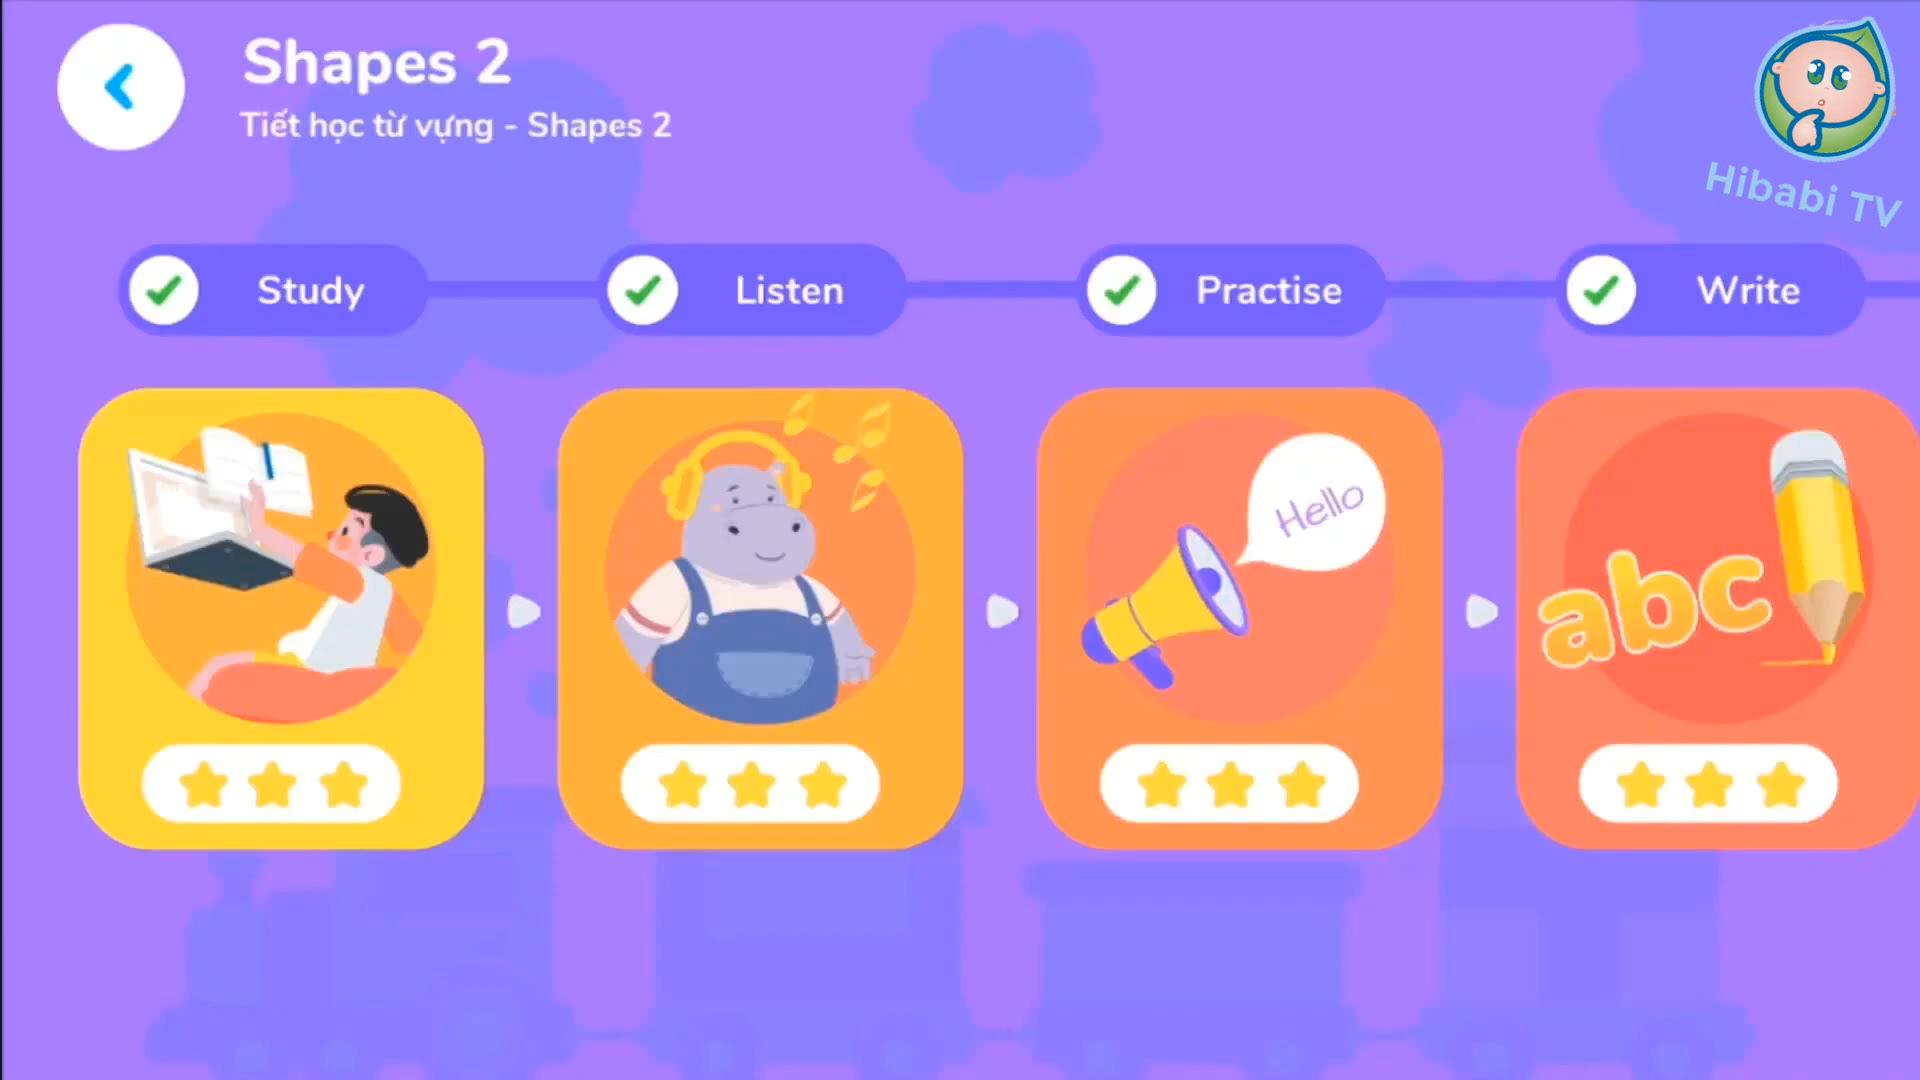 Shapes 2
Tiết học từ vựng - Shapes 2
Hibabi TV
Study
Listen
Practise
Write
Hello
abc